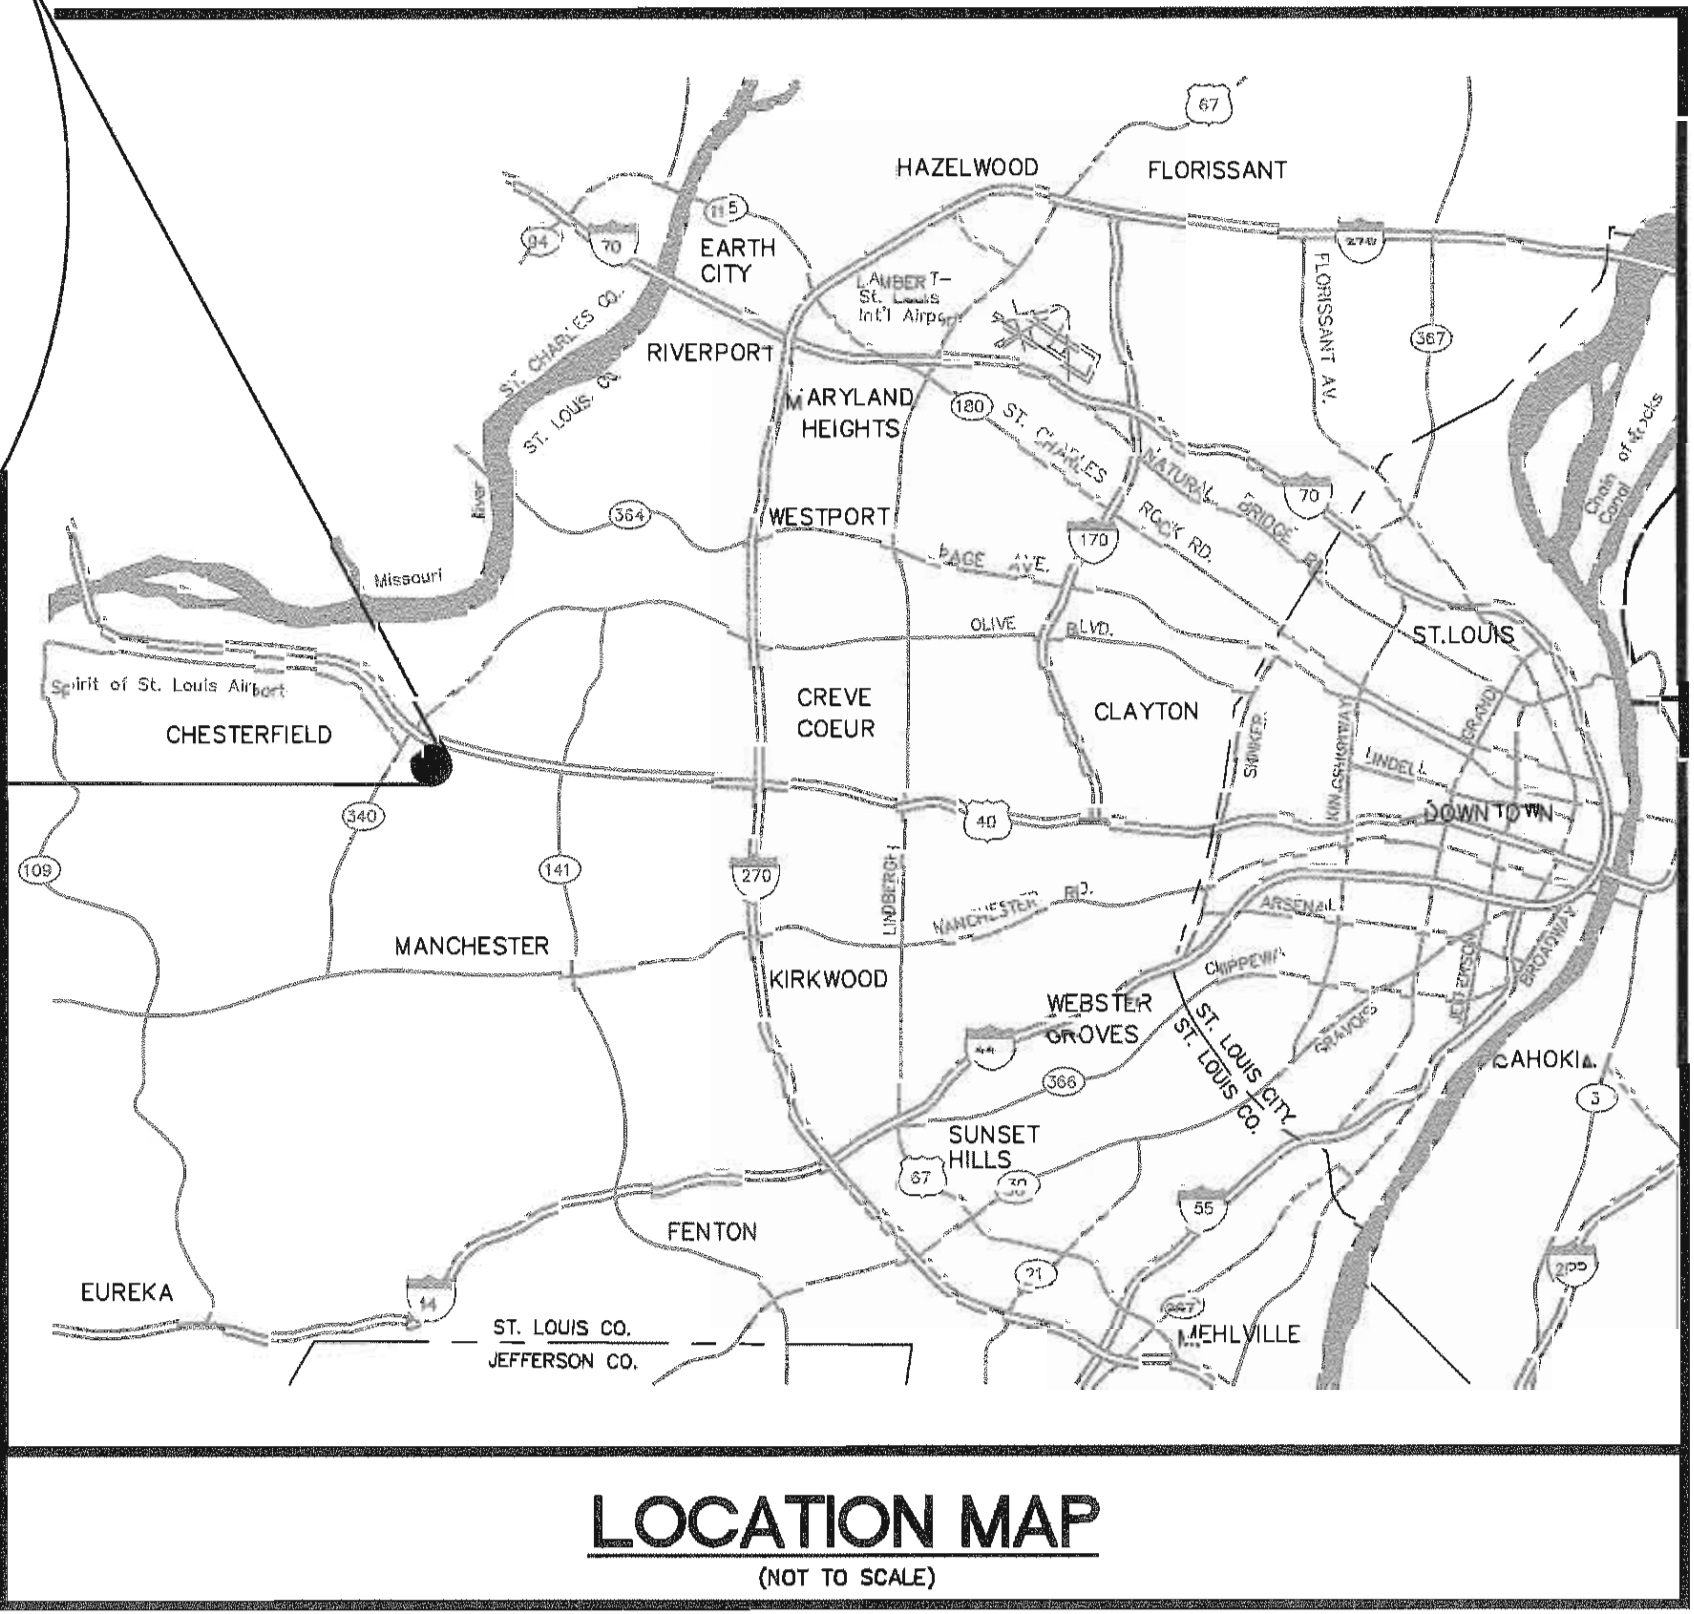 67
HAZELWOOD
FLORISSANT
115
94
70
EARTH
CITY
270
LAMBERT-
St. Louis
Int'l Airport
ST. CHARLES CO.
ST. LOUIS CO.
RIVERPORT
FLORISSANT AV.
367
MARYLAND
HEIGHTS
180
ST. CHARLES
ROCK RD.
NATURAL BRIDGE
70
Chain
of Rocks
Canal
River
364
WESTPORT
170
PAGE AVE.
Missouri
OLIVE BLVD.
ST.LOUIS
Spirit of St. Louis Airport
CHESTERFIELD
CREVE
COEUR
CLAYTON
SKINKER
KINGSHIGHWAY
GRAND
LINDELL
340
40
DOWNTOWN
109
141
270
LINDBERGH
MANCHESTER RD.
ARSENAL
MANCHESTER
KIRKWOOD
CHIPPEWA
JEFFERSON
BROADWAY
WEBSTER
GROVES
44
ST. LOUIS CITY
ST. LOUIS CO.
GRAVOIS
CAHOKIA
366
3
SUNSET
HILLS
67
30
55
FENTON
21
EUREKA
44
267
ST. LOUIS CO.
JEFFERSON CO.
MEHLVILLE
LOCATION MAP
(NOT TO SCALE)